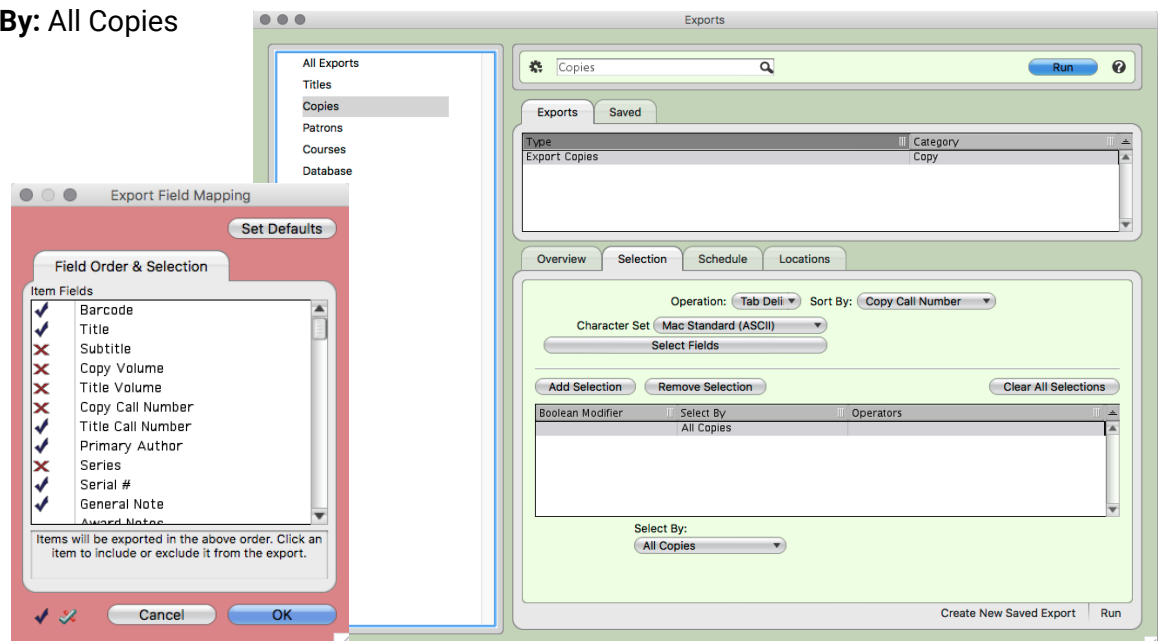 By: All Copies
Exports
All Exports
Titles
Copies
Patrons
Courses
Database
Copies
Run
Exports Saved
Type Category
Export Copies Copy
Overview Selection Schedule Locations
Operation: Tab Deli Sort By: Copy Call Number
Character Set Mac Standard (ASCII)
Select Fields
Add Selection Remove Selection Clear All Selections
Boolean Modifier Select By Operators
All Copies
Select By:
All Copies
Create New Saved Export Run
Export Field Mapping
Set Defaults
Field Order & Selection
Item Fields
Barcode
Title
Subtitle
Copy Volume
Title Volume
Copy Call Number
Title Call Number
Primary Author
Series
Serial #
General Note
Award Notes
Items will be exported in the above order. Click an
item to include or exclude it from the export.
Cancel OK